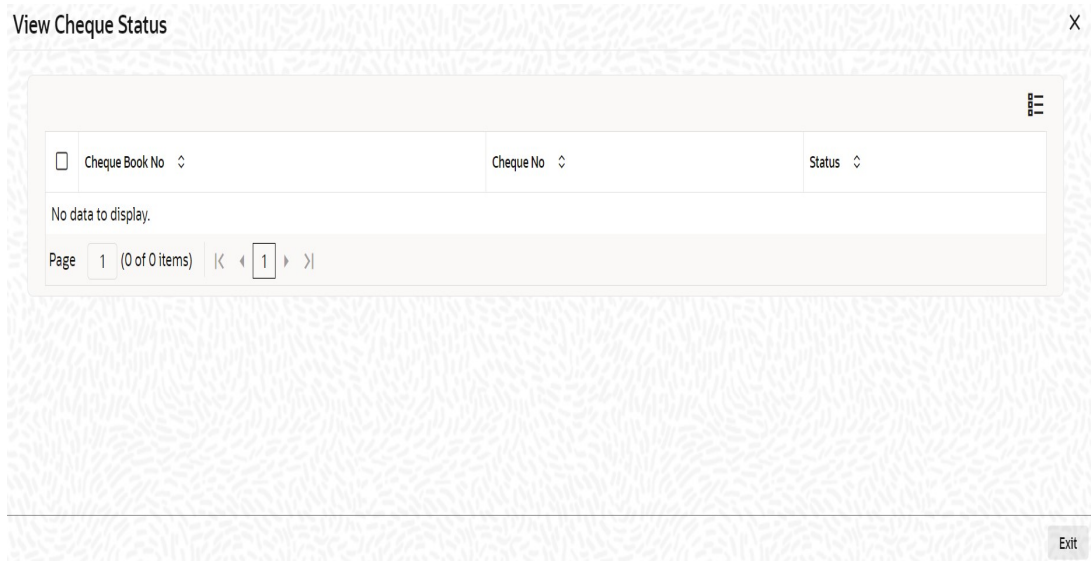 View Cheque Status X
Cheque Book No Cheque No Status
No data to display.
Page 1 (0 of 0 items) 1
Exit